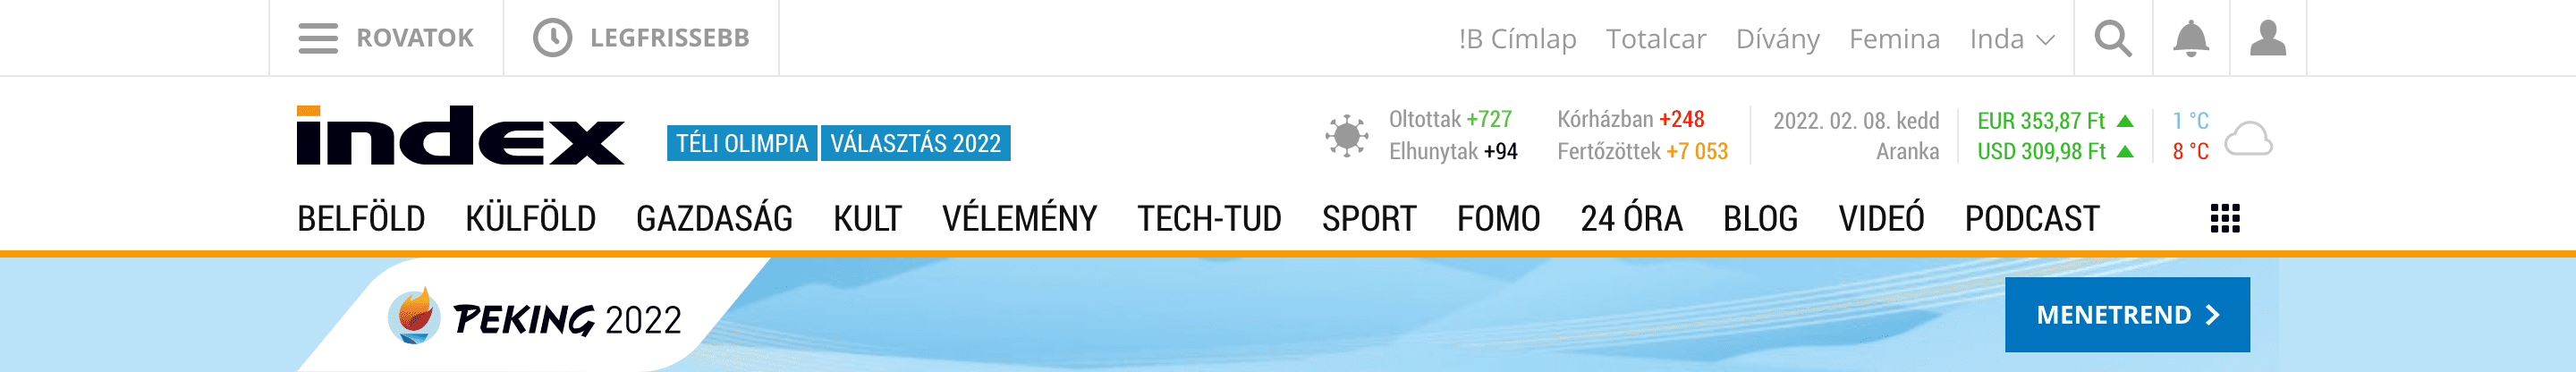 ROVATOK LEGFRISSEBB !B Címlap Totalcar Dívány Femina Inda
index TÉLI OLIMPIA VÁLASZTÁS 2022
Oltottak +727 Kórházban +248 2022. 02. 08. kedd EUR 353,87 Ft 1 °C
Elhunytak +94 Fertőzöttek +7 053 Aranka USD 309,98 Ft 8 °C
BELFÖLD KÜLFÖLD GAZDASÁG KULT VÉLEMÉNY TECH-TUD SPORT FOMO 24 ÓRA BLOG VIDEÓ PODCAST
PEKING 2022 MENETREND